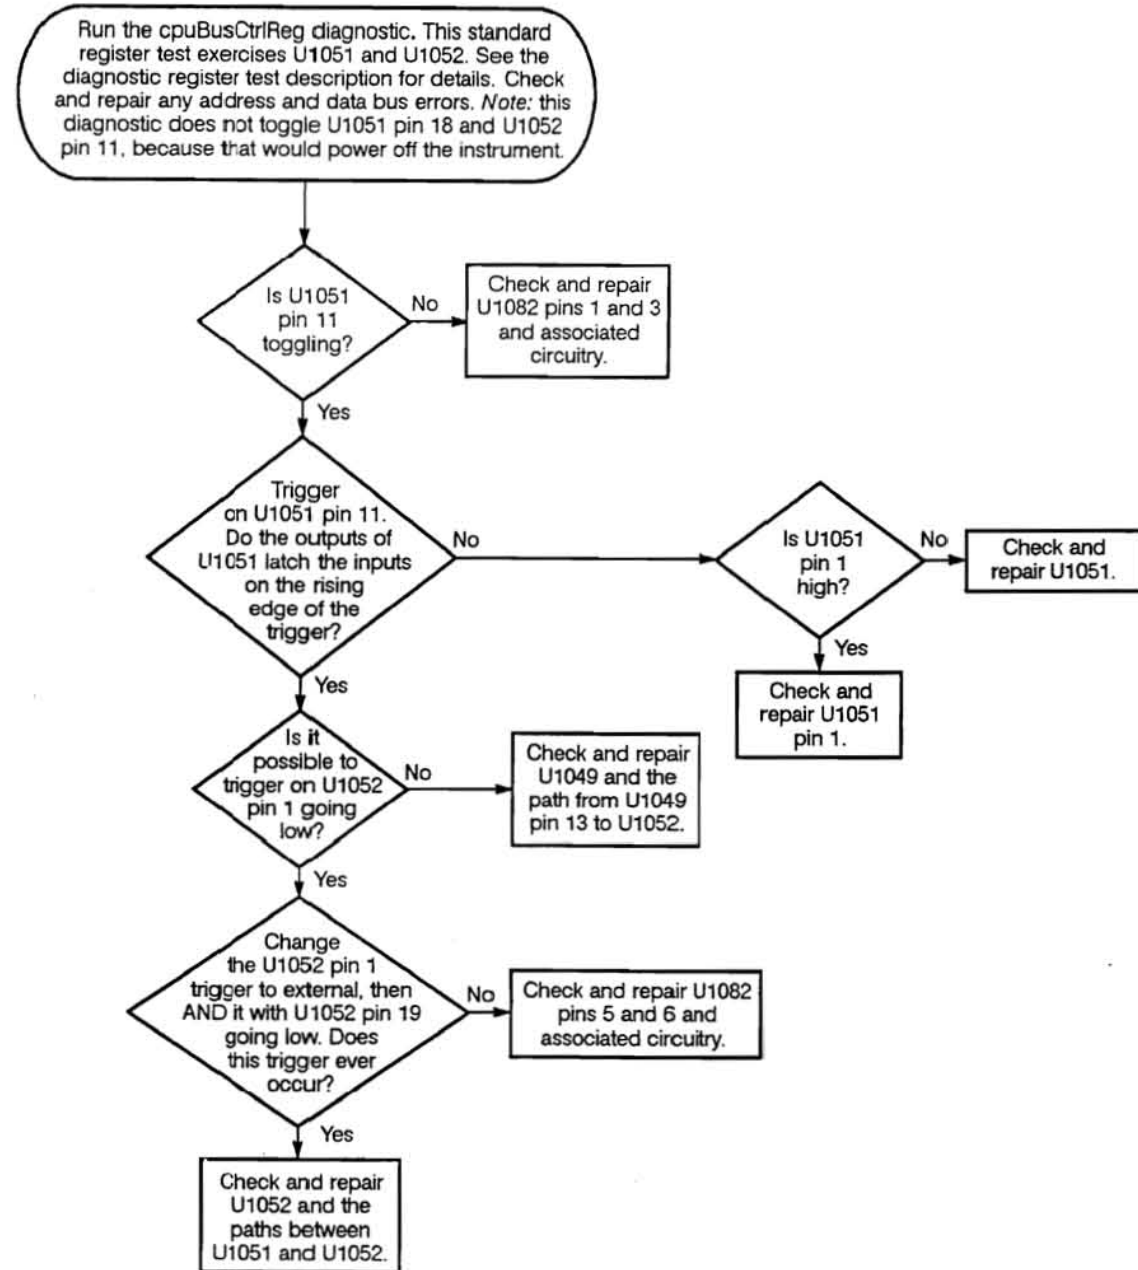 Run the cpuBusCtrlReg diagnostic. This standard
register test exercises U1051 and U1052. See the
diagnostic register test description for details. Check
and repair any address and data bus errors. Note: this
diagnostic does not toggle U1051 pin 18 and U1052
pin 11, because that would power off the instrument.
Is U1051
pin 11
toggling?
No
Check and repair
U1082 pins 1 and 3
and associated
circuitry.
Yes
Trigger
on U1051 pin 11.
Do the outputs of
U1051 latch the inputs
on the rising
edge of the
trigger?
No
Is U1051
pin 1
high?
No
Check and
repair U1051.
Yes
Check and
repair U1051
pin 1.
Yes
Is it
possible to
trigger on U1052
pin 1 going
low?
No
Check and repair
U1049 and the
path from U1049
pin 13 to U1052.
Yes
Change
the U1052 pin 1
trigger to external, then
AND it with U1052 pin 19
going low. Does
this trigger ever
occur?
No
Check and repair U1082
pins 5 and 6 and
associated circuitry.
Yes
Check and repair
U1052 and the
paths between
U1051 and U1052.